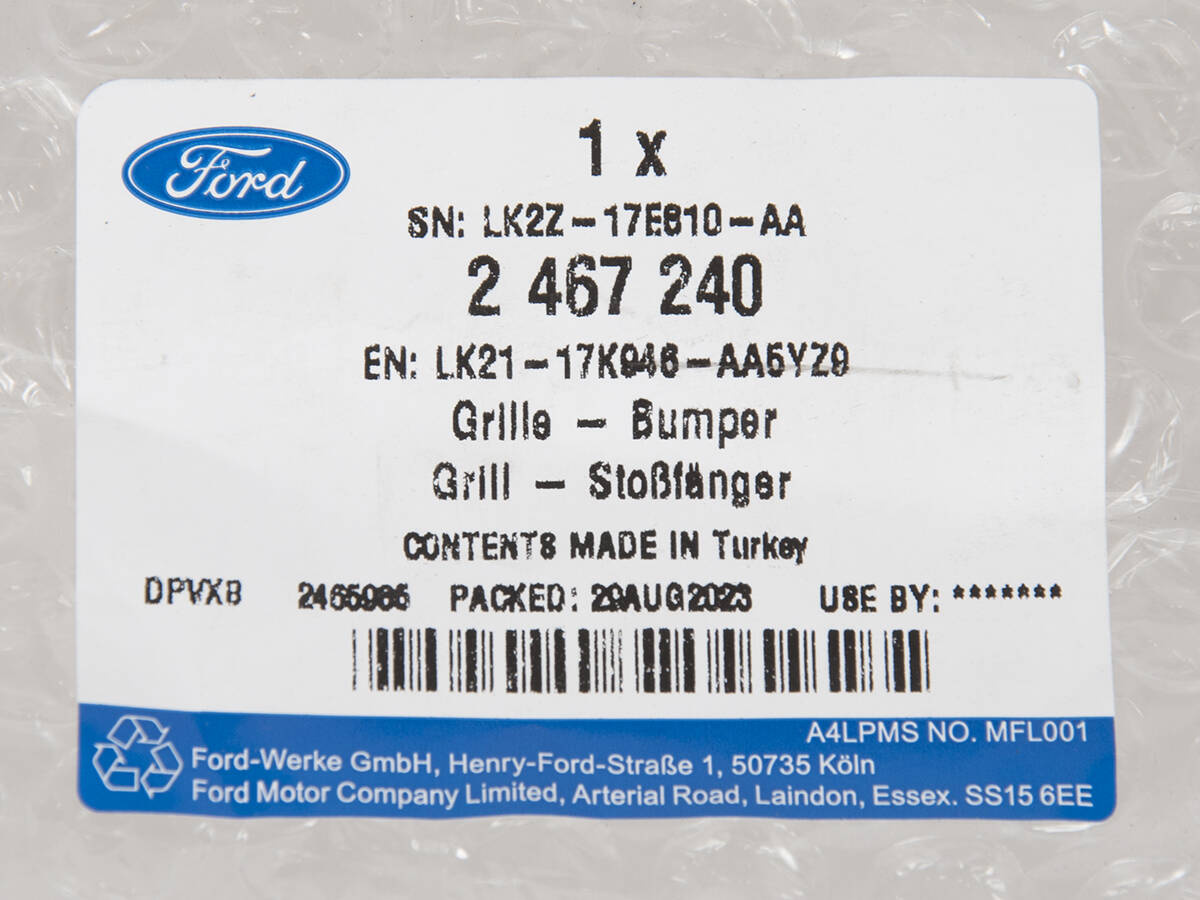 Ford
1 x
SN: LK2Z-17E810-AA
2 467 240
EN: LK21-17K946-AA5YZ9
Grille - Bumper
Grill - Stoßfänger
CONTENTS MADE IN Turkey
DPVXB 2465985 PACKED: 29AUG2023 USE BY: *******
A4LPMS NO. MFL001
Ford-Werke GmbH, Henry-Ford-Straße 1, 50735 Köln
Ford Motor Company Limited, Arterial Road, Laindon, Essex. SS15 6EE